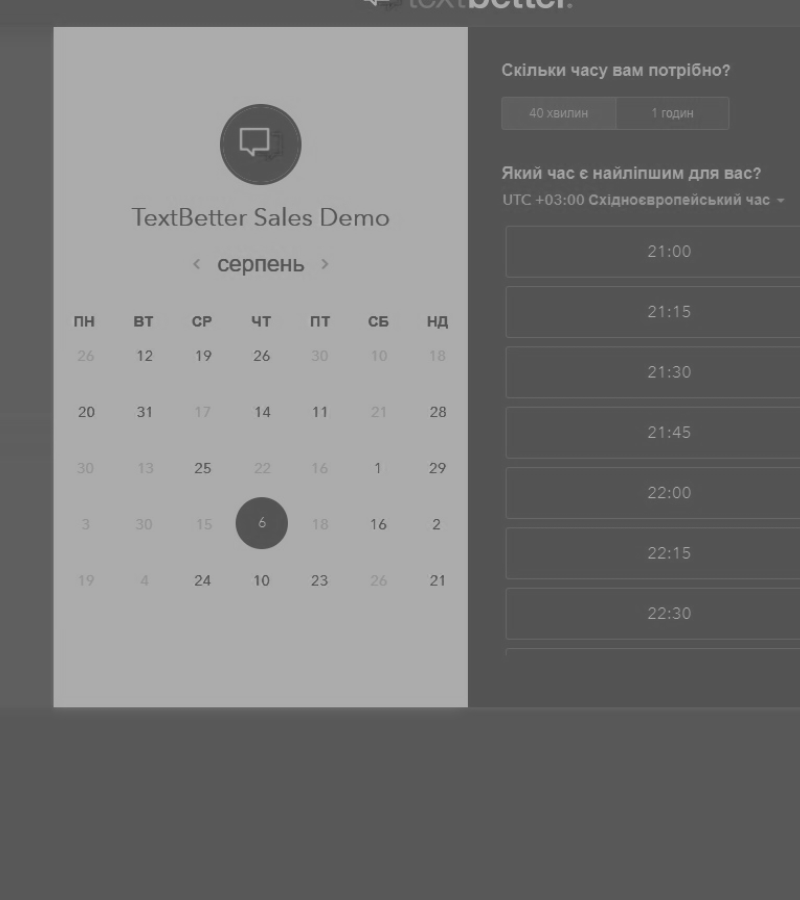 textbetter.
TextBetter Sales Demo
‹ серпень ›
ПН ВТ СР ЧТ ПТ СБ НД
26 12 19 26 30 10 18
20 31 17 14 11 21 28
30 13 25 22 16 1 29
3 30 15 6 18 16 2
19 4 24 10 23 26 21
Скільки часу вам потрібно?
40 хвилин 1 годин
Який час є найліпшим для вас?
UTC +03:00 Східноєвропейський час
21:00
21:15
21:30
21:45
22:00
22:15
22:30